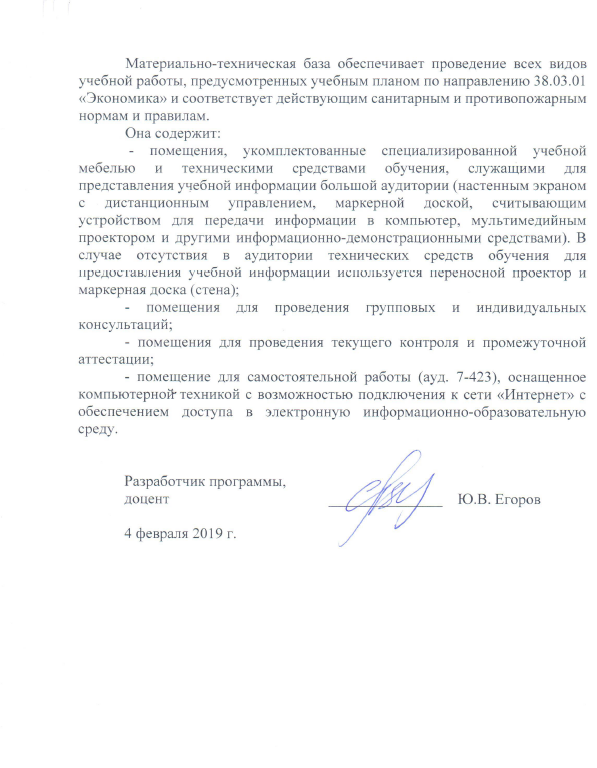 Материально-техническая база обеспечивает проведение всех видов
учебной работы, предусмотренных учебным планом по направлению 38.03.01
«Экономика» и соответствует действующим санитарным и противопожарным
нормам и правилам.
Она содержит:
- помещения, укомплектованные специализированной учебной
мебелью и техническими средствами обучения, служащими для
представления учебной информации большой аудитории (настенным экраном
с дистанционным управлением, маркерной доской, считывающим
устройством для передачи информации в компьютер, мультимедийным
проектором и другими информационно-демонстрационными средствами). В
случае отсутствия в аудитории технических средств обучения для
предоставления учебной информации используется переносной проектор и
маркерная доска (стена);
- помещения для проведения групповых и индивидуальных
консультаций;
- помещения для проведения текущего контроля и промежуточной
аттестации;
- помещение для самостоятельной работы (ауд. 7-423), оснащенное
компьютерной техникой с возможностью подключения к сети «Интернет» с
обеспечением доступа в электронную информационно-образовательную
среду.
Разработчик программы,
доцент Ю.В. Егоров
4 февраля 2019 г.